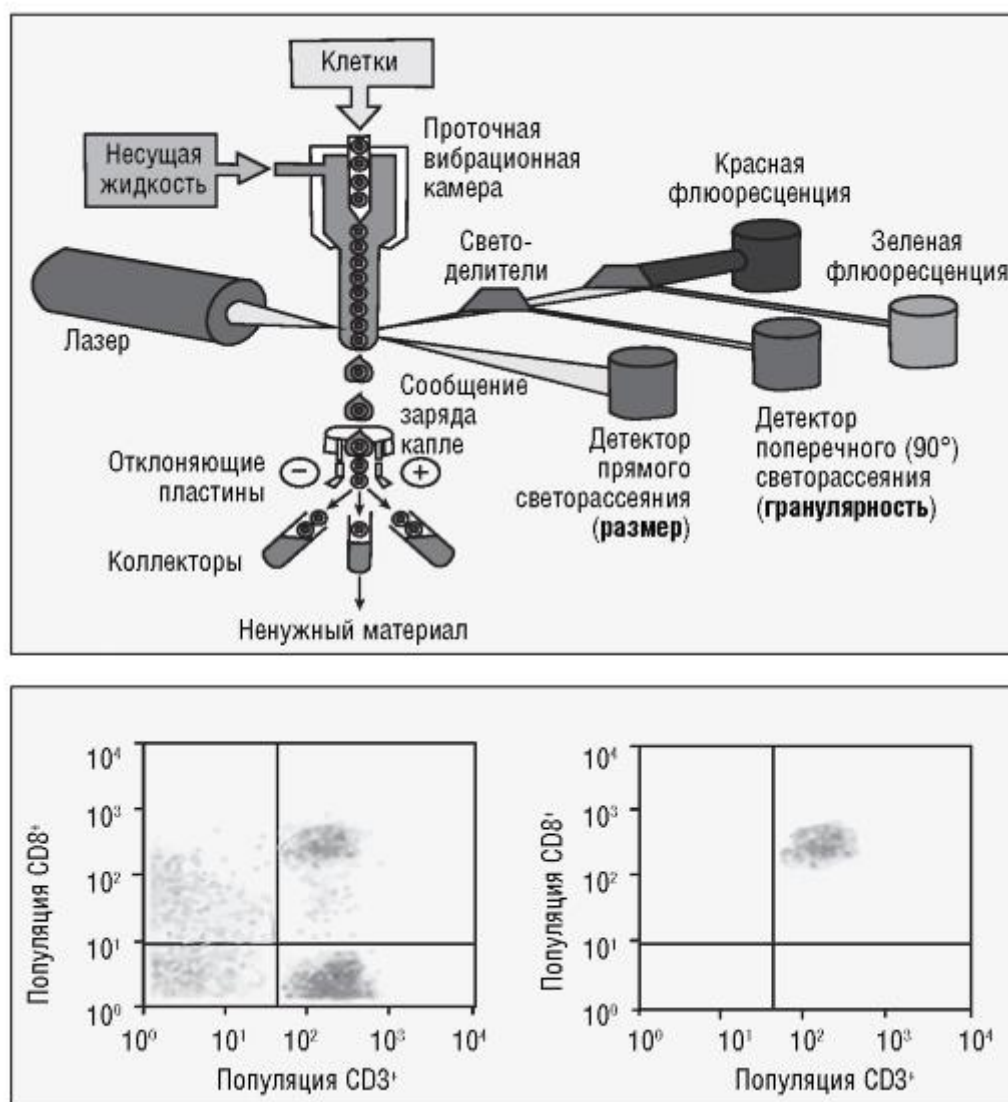 Клетки
Несущая
жидкость
Проточная
вибрационная
камера
Красная
флюоресценция
Свето-
делители
Зеленая
флюоресценция
Лазер
Сообщение
заряда
капле
Отклоняющие
пластины
−
+
Детектор
прямого
светорассеяния
(размер)
Детектор
поперечного (90°)
светорассеяния
(гранулярность)
Коллекторы
Ненужный материал
Популяция CD8⁺
10⁴
10³
10²
10¹
10⁰
10⁰ 10¹ 10² 10³ 10⁴
Популяция CD3⁺
Популяция CD8⁺
10⁴
10³
10²
10¹
10⁰
10⁰ 10¹ 10² 10³ 10⁴
Популяция CD3⁺